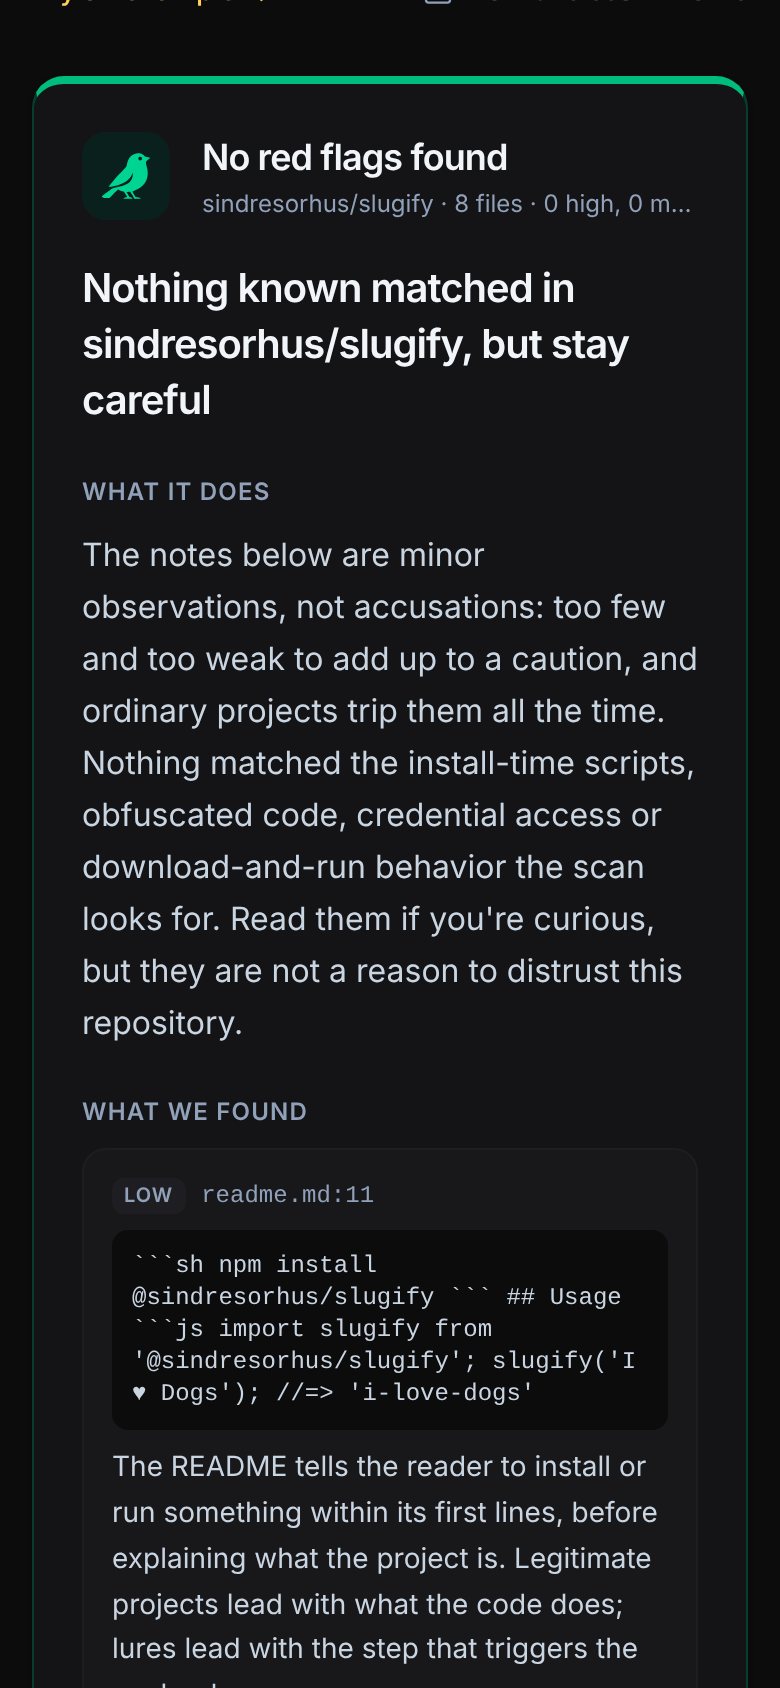 No red flags found
sindresorhus/slugify · 8 files · 0 high, 0 m...
Nothing known matched in
sindresorhus/slugify, but stay
careful
WHAT IT DOES
The notes below are minor
observations, not accusations: too few
and too weak to add up to a caution, and
ordinary projects trip them all the time.
Nothing matched the install-time scripts,
obfuscated code, credential access or
download-and-run behavior the scan
looks for. Read them if you're curious,
but they are not a reason to distrust this
repository.
WHAT WE FOUND
LOW readme.md:11
```sh npm install
@sindresorhus/slugify ``` ## Usage
```js import slugify from
'@sindresorhus/slugify'; slugify('I
♥ Dogs'); //=> 'i-love-dogs'
The README tells the reader to install or
run something within its first lines, before
explaining what the project is. Legitimate
projects lead with what the code does;
lures lead with the step that triggers the